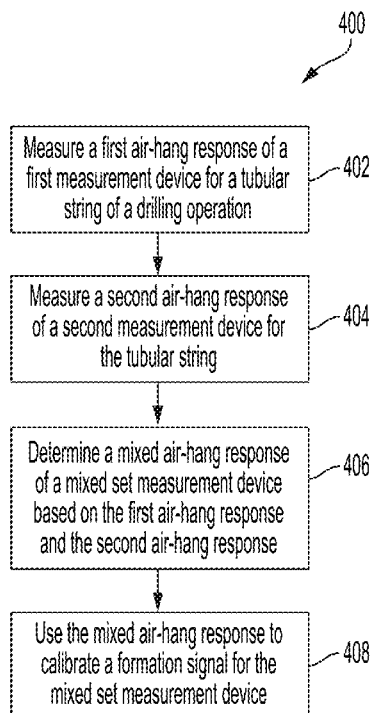 400
Measure a first air-hang response of a
first measurement device for a tubular
string of a drilling operation
402
Measure a second air-hang response
of a second measurement device for
the tubular string
404
Determine a mixed air-hang response
of a mixed set measurement device
based on the first air-hang response
and the second air-hang response
406
Use the mixed air-hang response to
calibrate a formation signal for the
mixed set measurement device
408